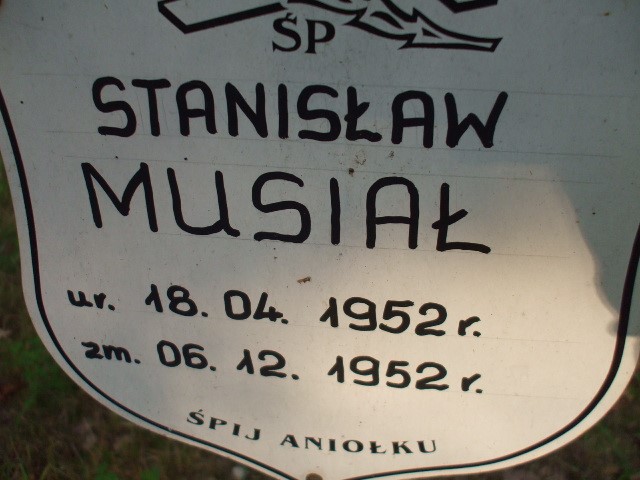 ŚP
STANISŁAW
MUSIAŁ
ur. 18. 04. 1952 r.
zm. 06. 12. 1952 r.
ŚPIJ ANIOŁKU